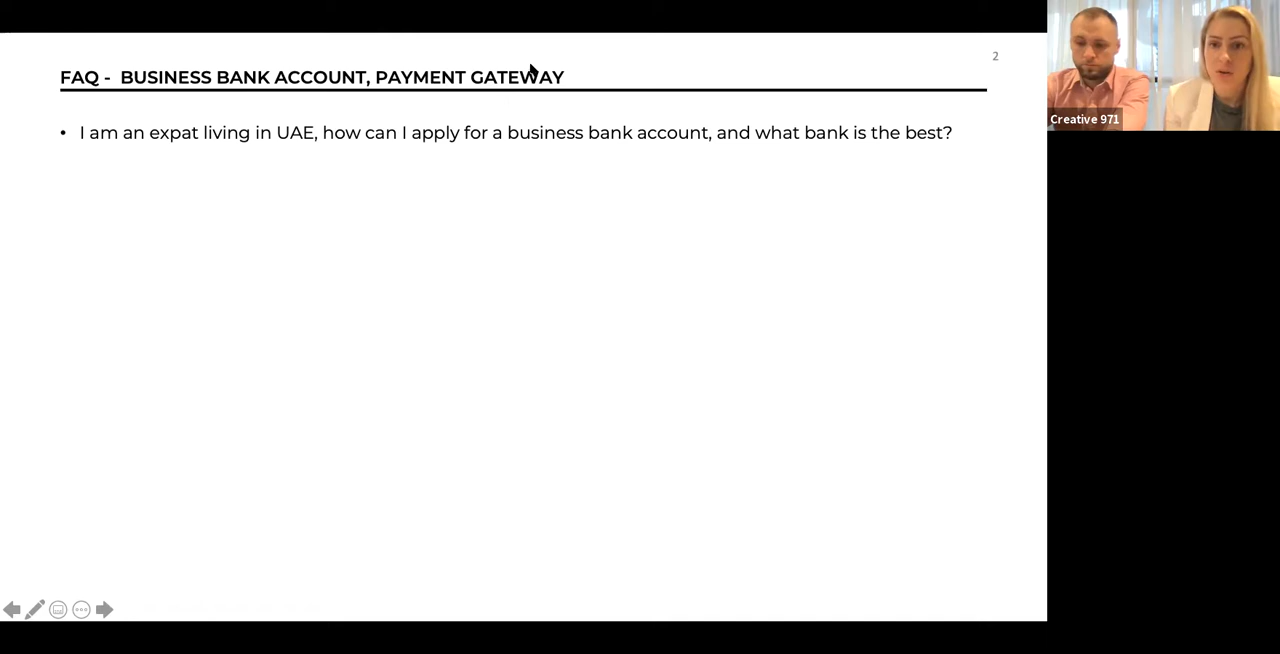 2
FAQ -  BUSINESS BANK ACCOUNT, PAYMENT GATEWAY
• I am an expat living in UAE, how can I apply for a business bank account, and what bank is the best?
Creative 971